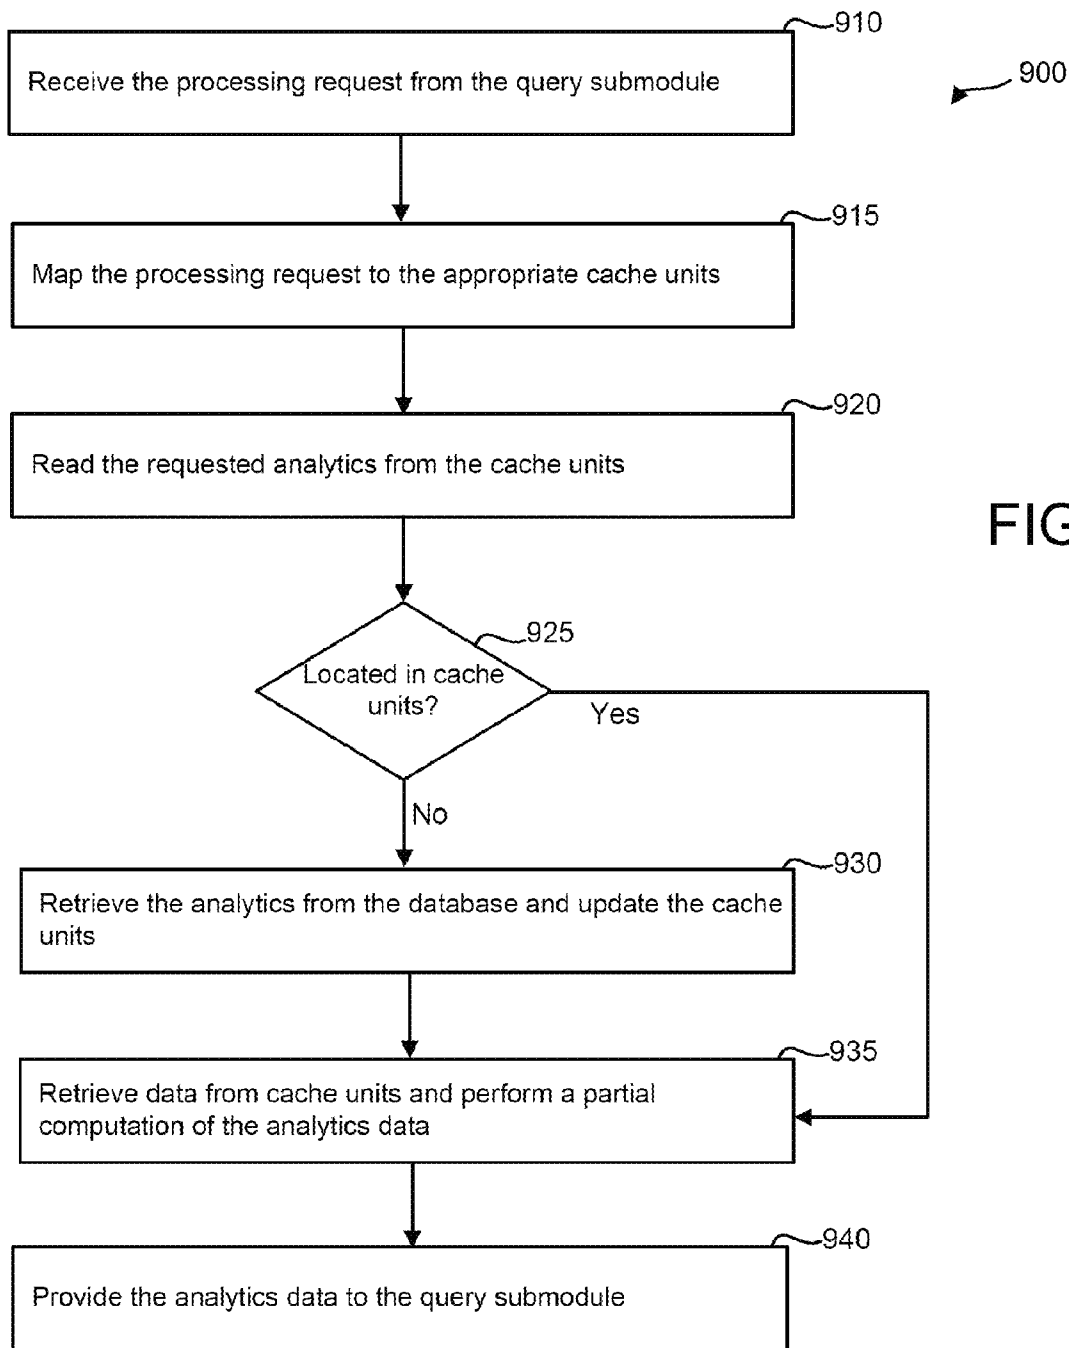 910
Receive the processing request from the query submodule
900
915
Map the processing request to the appropriate cache units
920
Read the requested analytics from the cache units
FIG
925
Located in cache
units?
Yes
No
930
Retrieve the analytics from the database and update the cache
units
935
Retrieve data from cache units and perform a partial
computation of the analytics data
940
Provide the analytics data to the query submodule